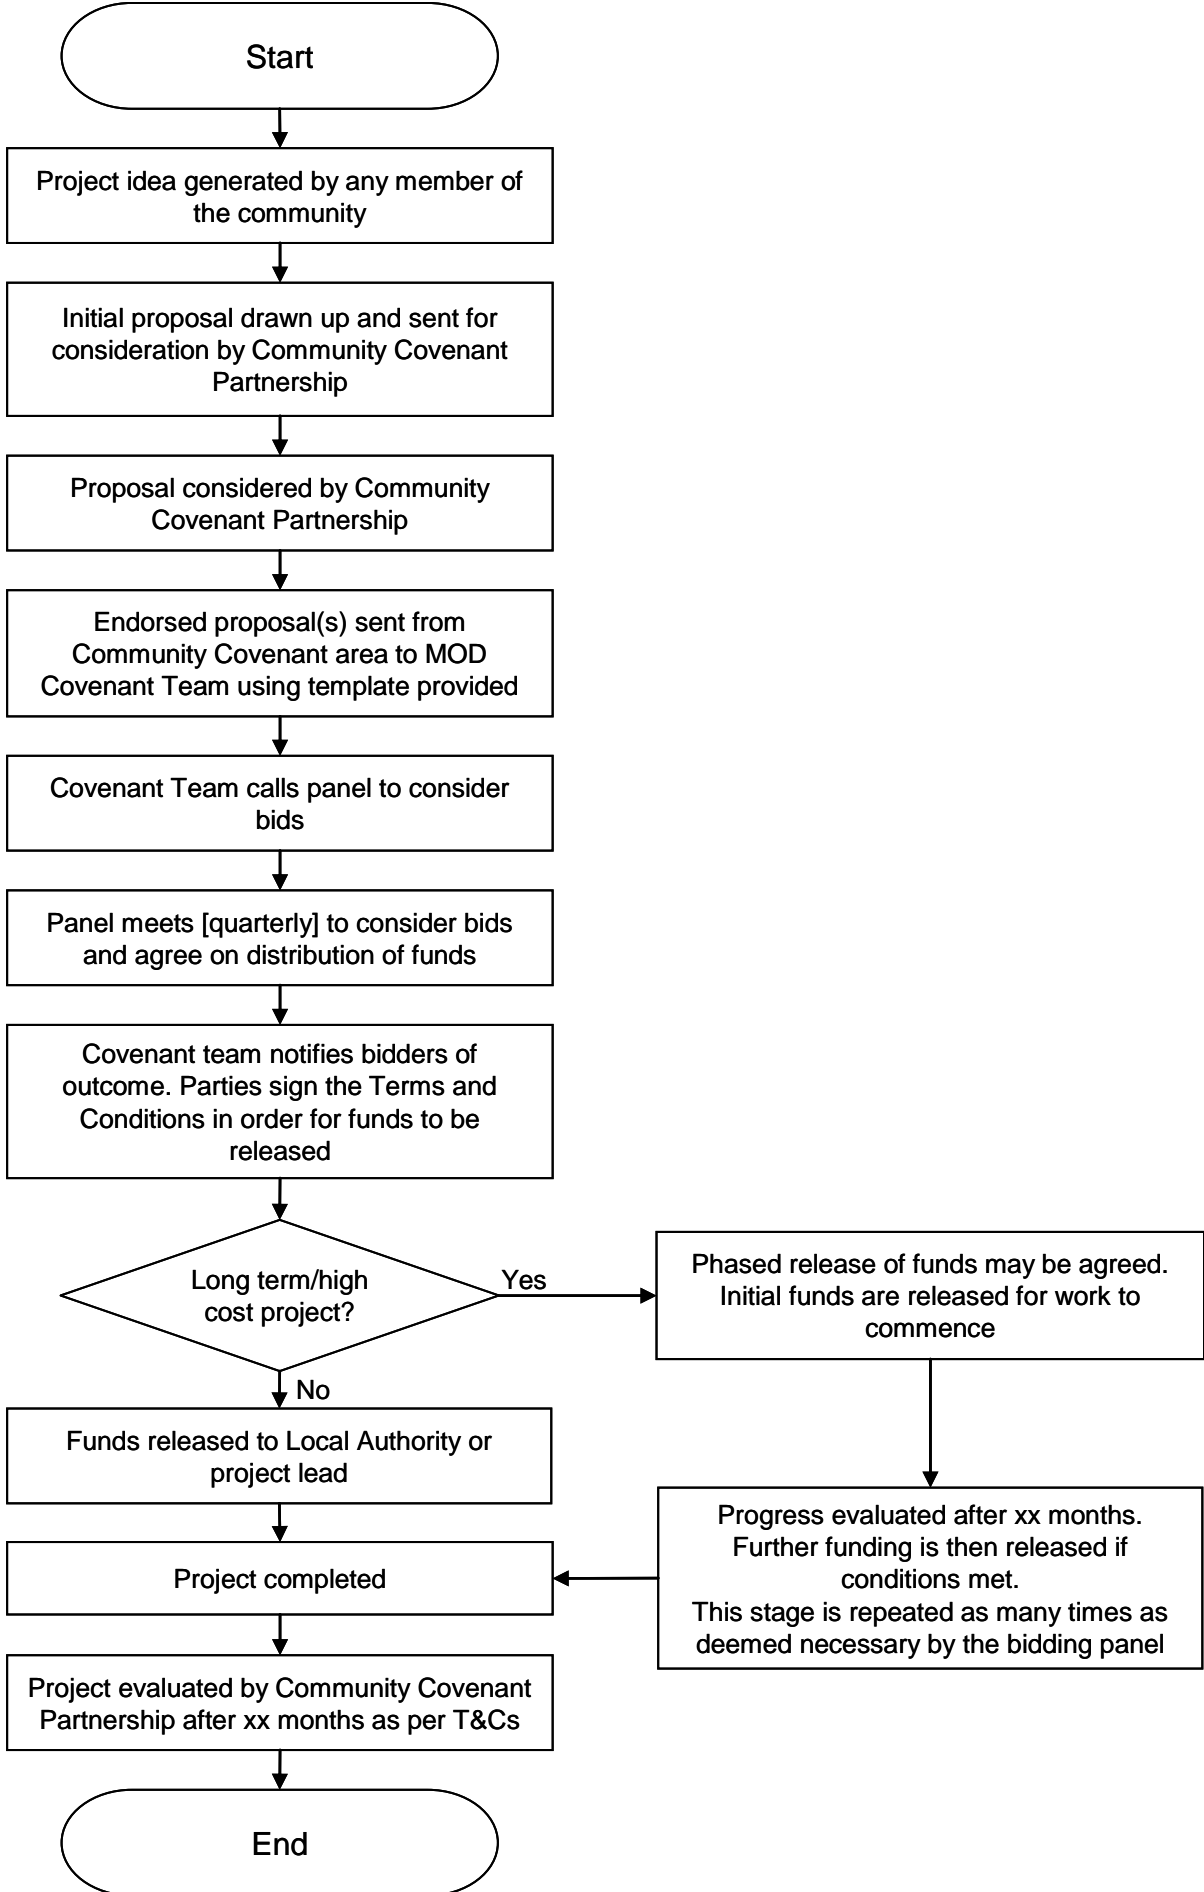 Start
Project idea generated by any member of
the community
Initial proposal drawn up and sent for
consideration by Community Covenant
Partnership
Proposal considered by Community
Covenant Partnership
Endorsed proposal(s) sent from
Community Covenant area to MOD
Covenant Team using template provided
Covenant Team calls panel to consider
bids
Panel meets [quarterly] to consider bids
and agree on distribution of funds
Covenant team notifies bidders of
outcome. Parties sign the Terms and
Conditions in order for funds to be
released
Long term/high
cost project?
Yes
Phased release of funds may be agreed.
Initial funds are released for work to
commence
No
Funds released to Local Authority or
project lead
Progress evaluated after xx months.
Further funding is then released if
conditions met.
This stage is repeated as many times as
deemed necessary by the bidding panel
Project completed
Project evaluated by Community Covenant
Partnership after xx months as per T&Cs
End